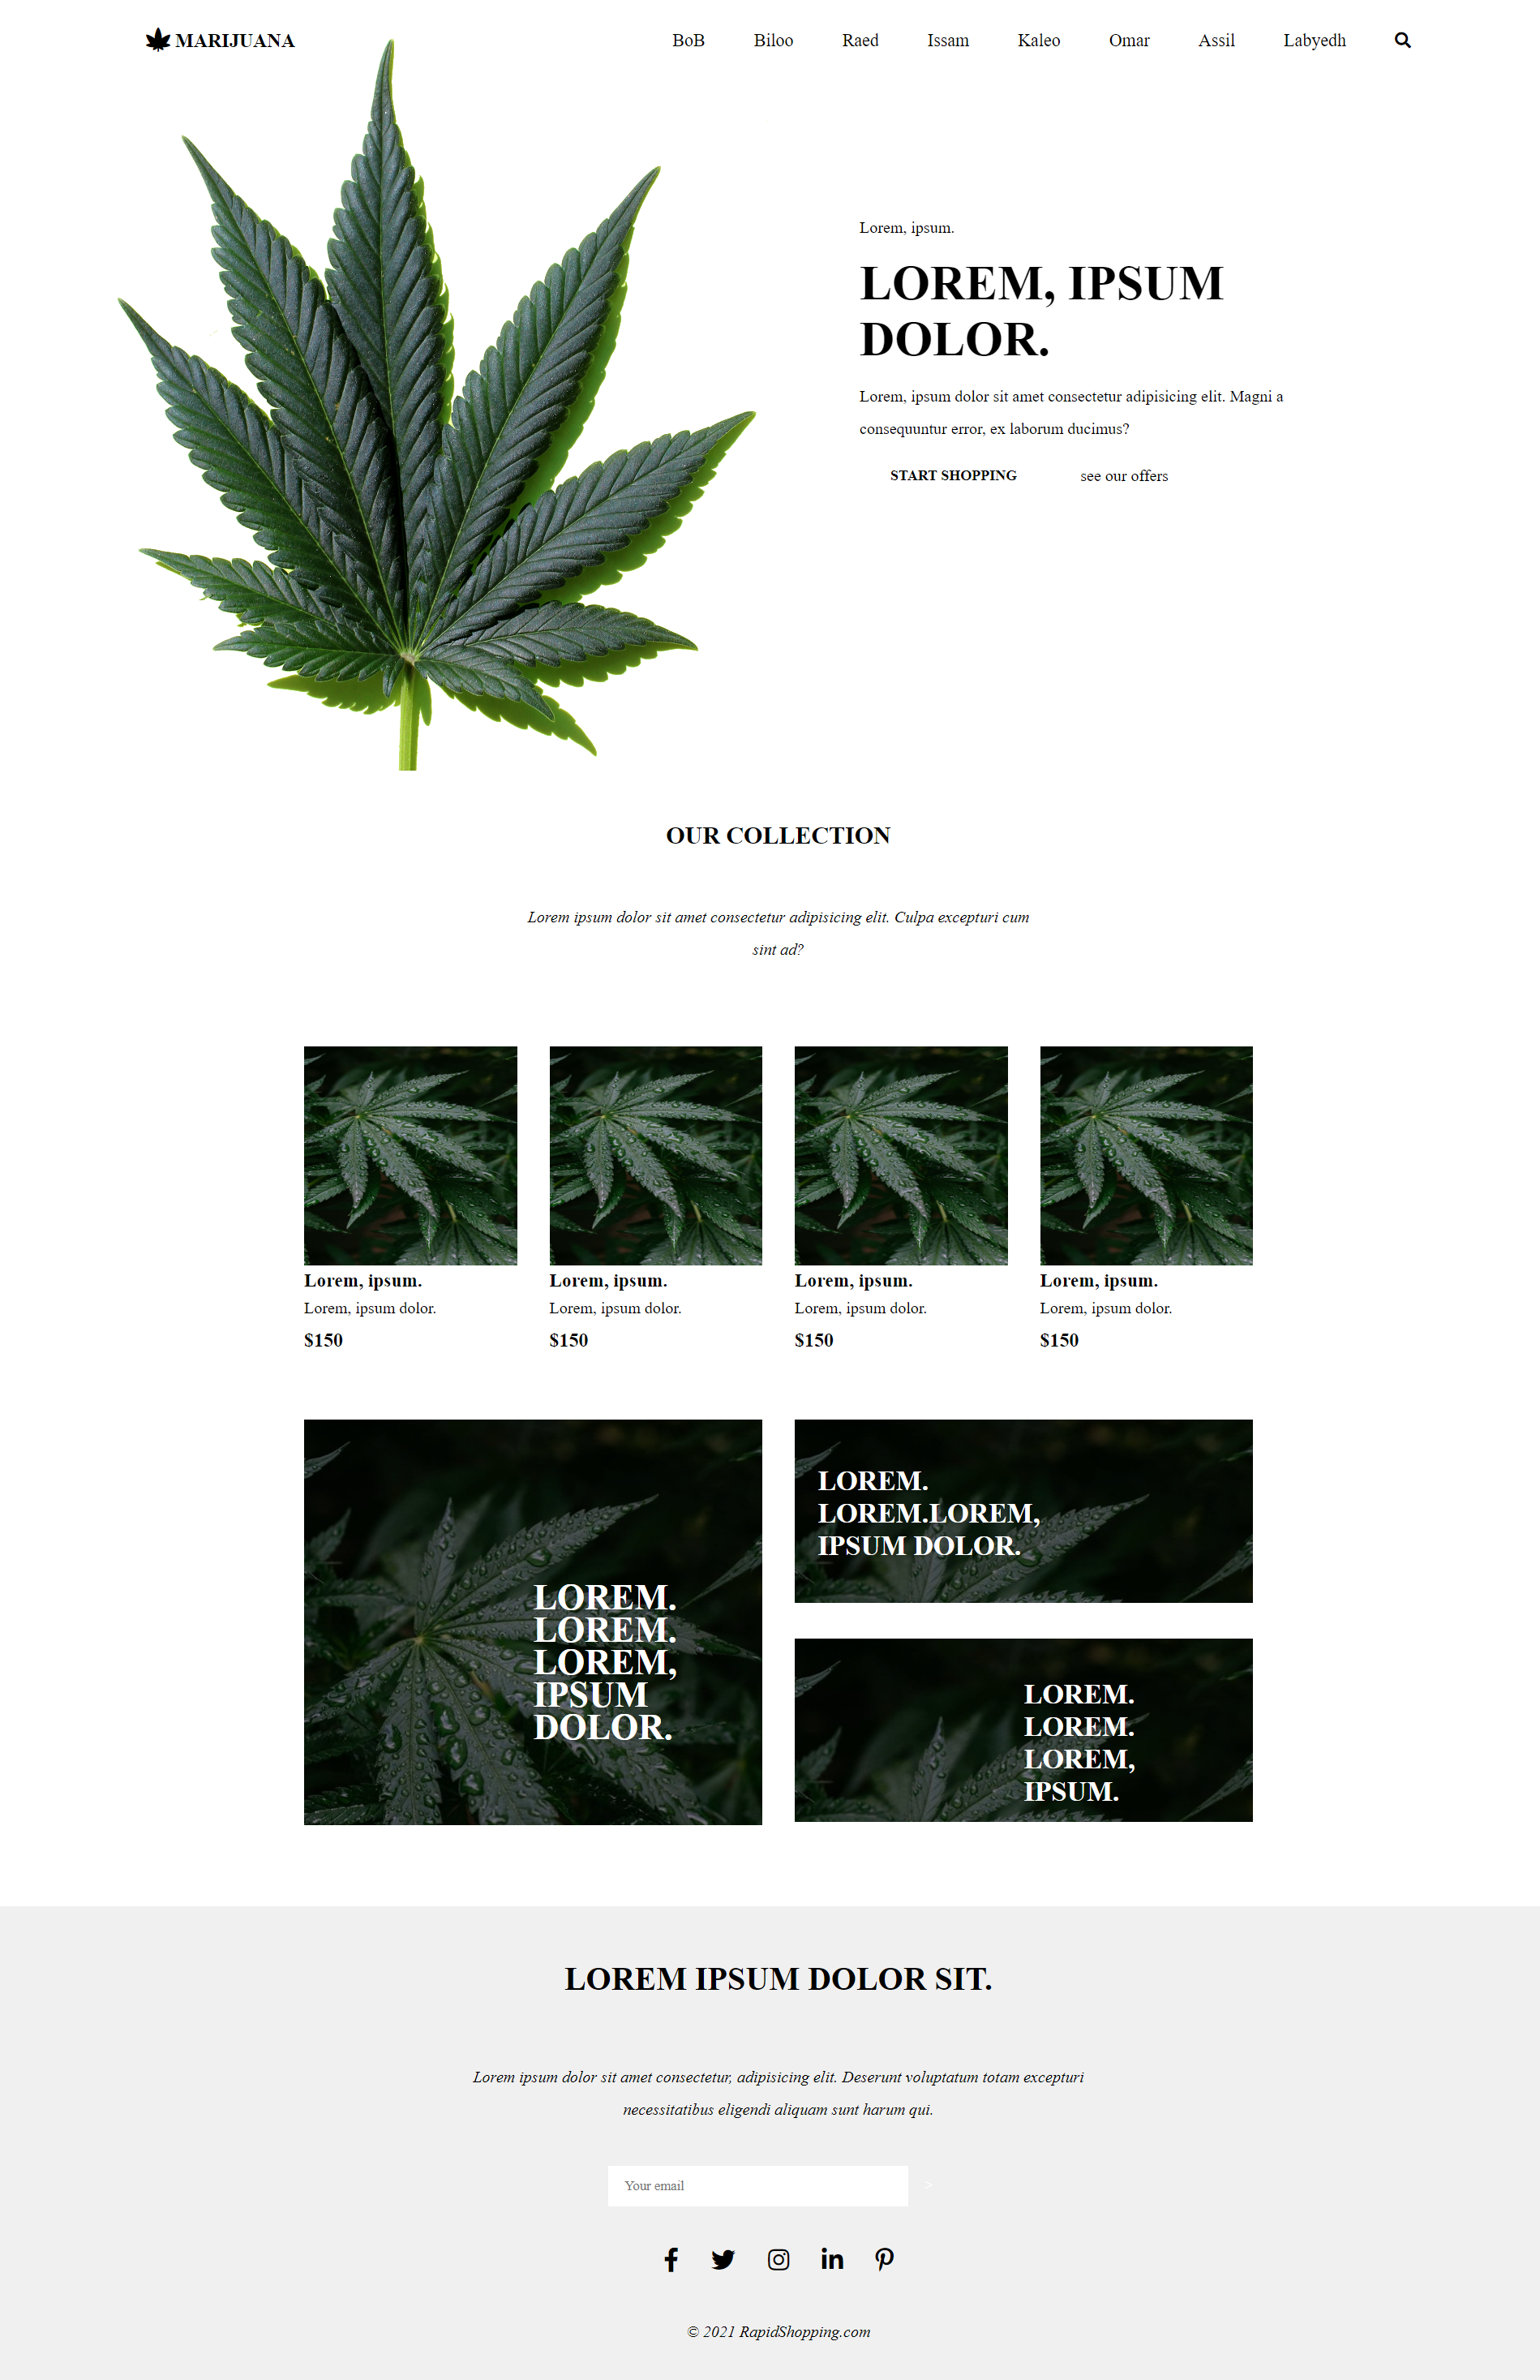 MARIJUANA
BoB Biloo Raed Issam Kaleo Omar Assil Labyedh
Lorem, ipsum.
LOREM, IPSUM
DOLOR.
Lorem, ipsum dolor sit amet consectetur adipisicing elit. Magni a
consequuntur error, ex laborum ducimus?
START SHOPPING see our offers
OUR COLLECTION
Lorem ipsum dolor sit amet consectetur adipisicing elit. Culpa excepturi cum
sint ad?
Lorem, ipsum. Lorem, ipsum. Lorem, ipsum. Lorem, ipsum.
Lorem, ipsum dolor. Lorem, ipsum dolor. Lorem, ipsum dolor. Lorem, ipsum dolor.
$150 $150 $150 $150
LOREM.
LOREM.
LOREM,
IPSUM
DOLOR.
LOREM.
LOREM.LOREM,
IPSUM DOLOR.
LOREM.
LOREM.
LOREM,
IPSUM.
LOREM IPSUM DOLOR SIT.
Lorem ipsum dolor sit amet consectetur, adipisicing elit. Deserunt voluptatum totam excepturi
necessitatibus eligendi aliquam sunt harum qui.
Your email >
© 2021 RapidShopping.com